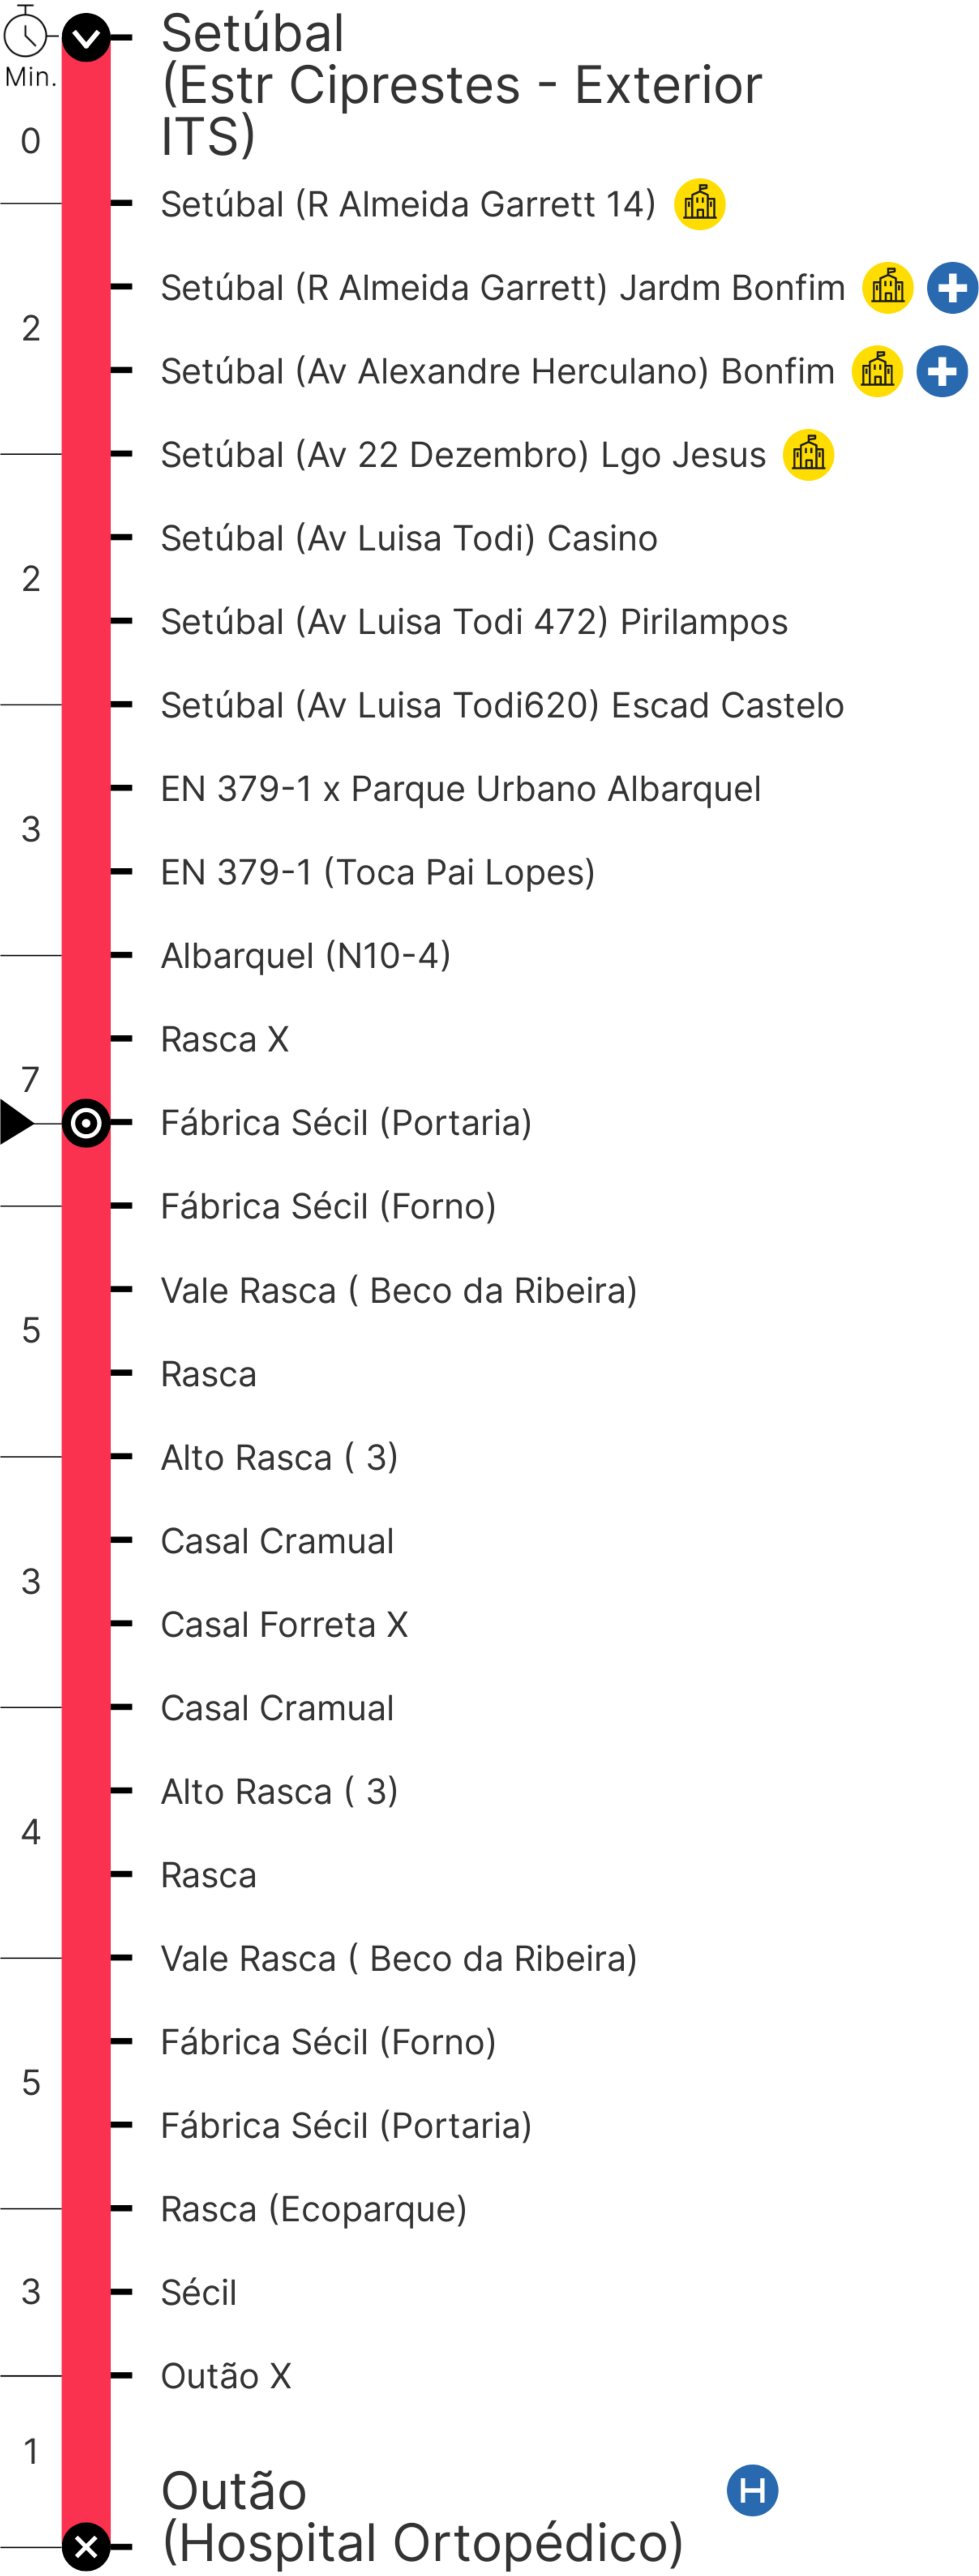 Setúbal
Min.
(Estr Ciprestes - Exterior
0
ITS)
Setúbal (R Almeida Garrett 14)
Setúbal (R Almeida Garrett) Jardm Bonfim
2
Setúbal (Av Alexandre Herculano) Bonfim
Setúbal (Av 22 Dezembro) Lgo Jesus
Setúbal (Av Luisa Todi) Casino
2
Setúbal (Av Luisa Todi 472) Pirilampos
Setúbal (Av Luisa Todi620) Escad Castelo
EN 379-1 x Parque Urbano Albarquel
3
EN 379-1 (Toca Pai Lopes)
Albarquel (N10-4)
Rasca X
7
Fábrica Sécil (Portaria)
Fábrica Sécil (Forno)
Vale Rasca ( Beco da Ribeira)
5
Rasca
Alto Rasca ( 3)
Casal Cramual
3
Casal Forreta X
Casal Cramual
Alto Rasca ( 3)
4
Rasca
Vale Rasca ( Beco da Ribeira)
Fábrica Sécil (Forno)
5
Fábrica Sécil (Portaria)
Rasca (Ecoparque)
3
Sécil
Outão X
1
Outão
H
(Hospital Ortopédico)